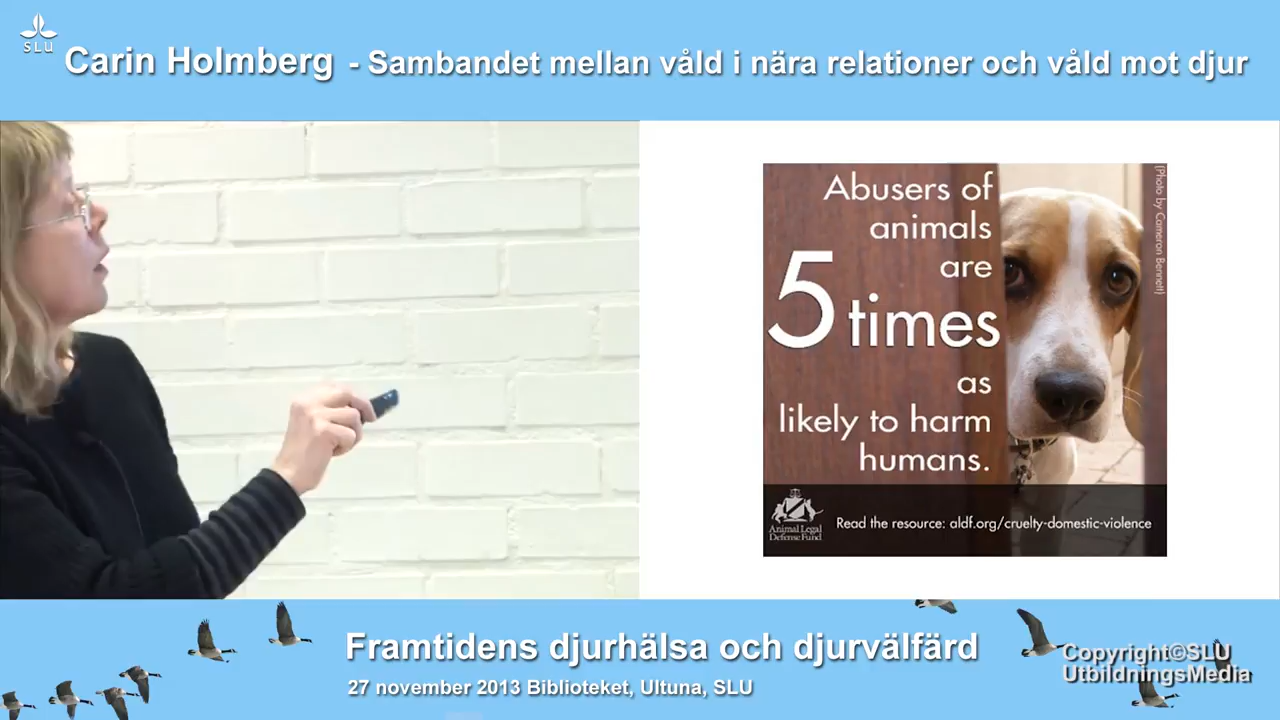 SLU
Carin Holmberg - Sambandet mellan våld i nära relationer och våld mot djur
Abusers of
animals
are
5 times
as
likely to harm
humans.
(Photo by Cameron Bennett)
Animal Legal
Defense Fund
Read the resource: aldf.org/cruelty-domestic-violence
Framtidens djurhälsa och djurvälfärd
27 november 2013 Biblioteket, Ultuna, SLU
Copyright©SLU
UtbildningsMedia